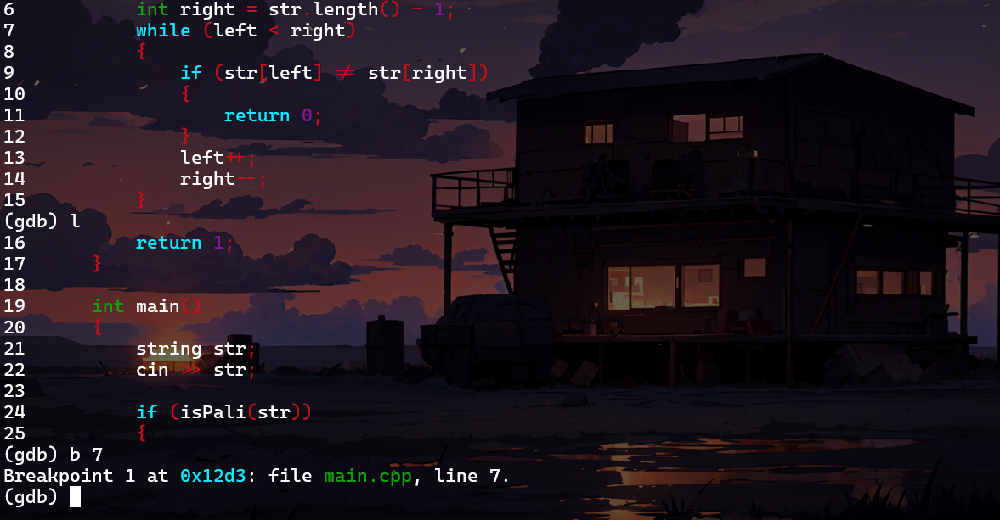 6            int right = str.length() - 1;
7            while (left < right)
8            {
9                if (str[left] != str[right])
10               {
11                   return 0;
12               }
13               left++;
14               right--;
15           }
(gdb) l
16           return 1;
17       }
18
19       int main()
20       {
21           string str;
22           cin >> str;
23
24           if (isPali(str))
25           {
(gdb) b 7
Breakpoint 1 at 0x12d3: file main.cpp, line 7.
(gdb)